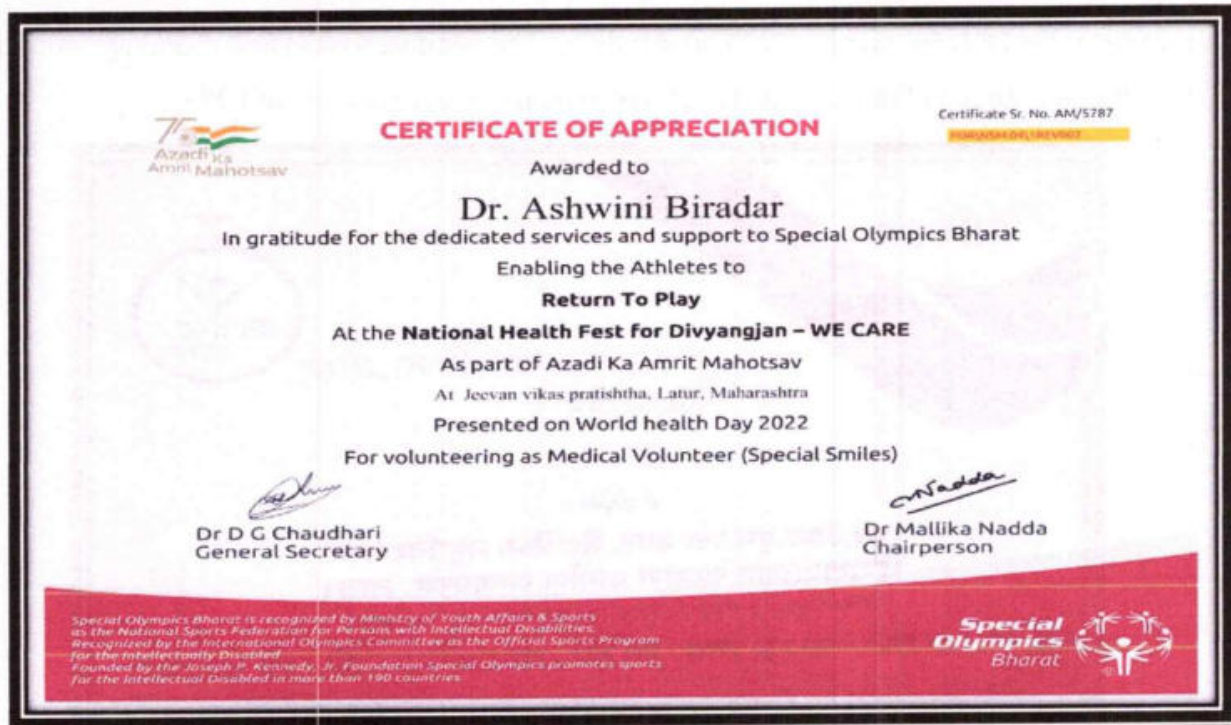 75
Azadi Ka
Amrit Mahotsav
CERTIFICATE OF APPRECIATION
Certificate Sr. No. AM/5787
Awarded to
Dr. Ashwini Biradar
In gratitude for the dedicated services and support to Special Olympics Bharat
Enabling the Athletes to
Return To Play
At the National Health Fest for Divyangjan – WE CARE
As part of Azadi Ka Amrit Mahotsav
At Jeevan vikas pratishtha, Latur, Maharashtra
Presented on World health Day 2022
For volunteering as Medical Volunteer (Special Smiles)
Nadda
Dr D G Chaudhari
General Secretary
Dr Mallika Nadda
Chairperson
Special Olympics Bharat is recognized by Ministry of Youth Affairs & Sports
as the National Sports Federation for Persons with Intellectual Disabilities.
Recognized by the International Olympics Committee as the Official Sports Program
for the Intellectually Disabled
Founded by the Joseph P. Kennedy, Jr. Foundation Special Olympics promotes sports
for the Intellectual Disabled in more than 190 countries
Special
Olympics
Bharat